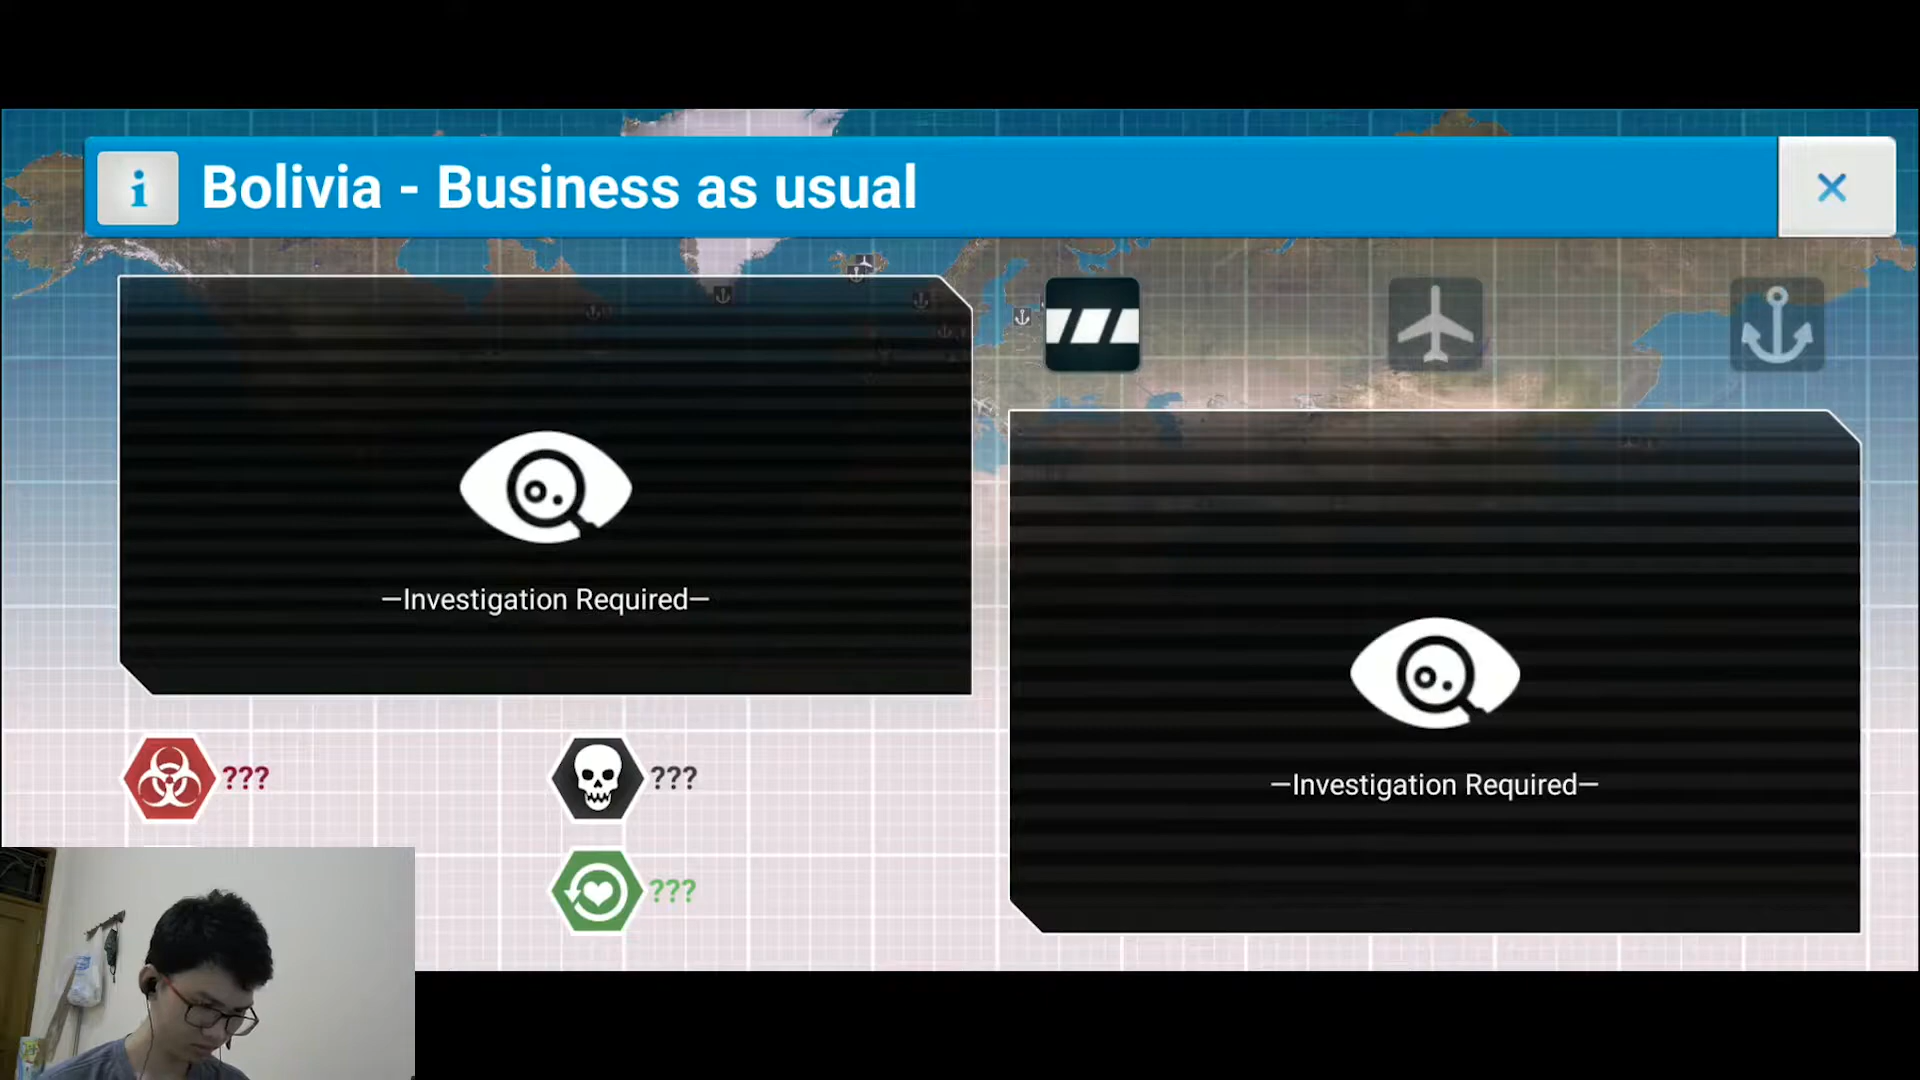 i Bolivia - Business as usual
—Investigation Required—
—Investigation Required—
???
???
???